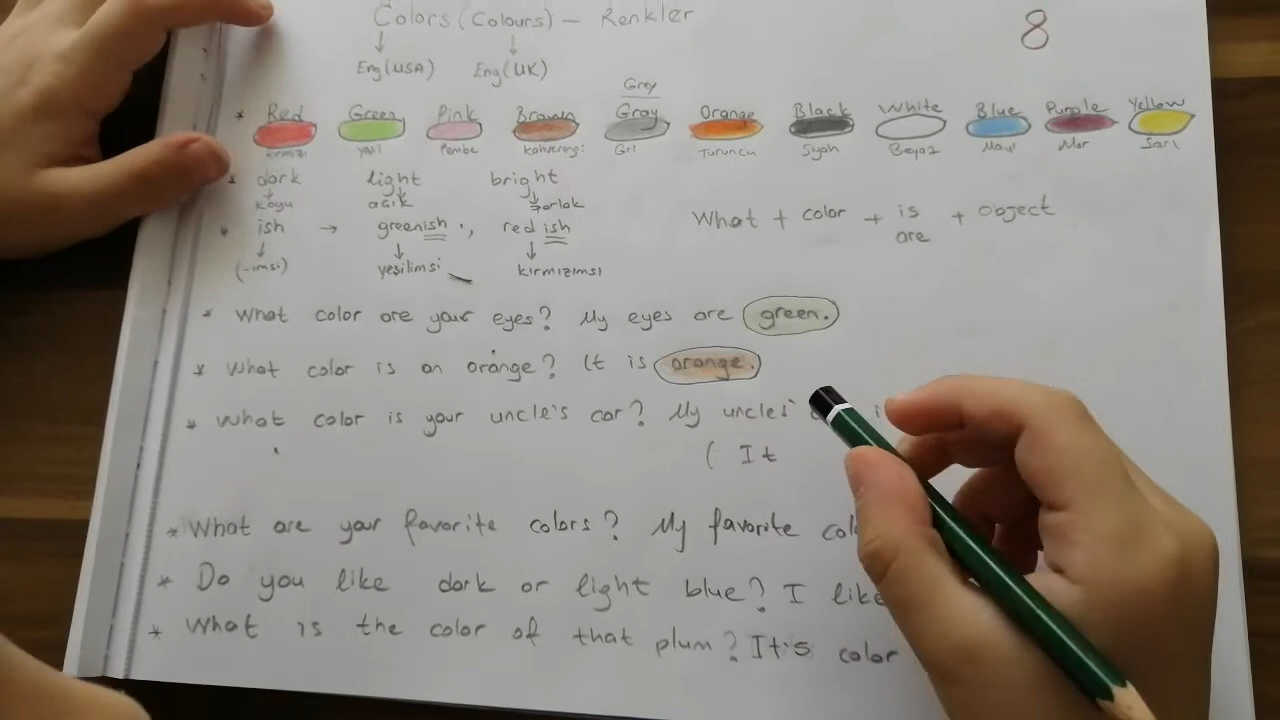 Colors (Colours) - Renkler
Eng(USA) Eng(UK)
8
Grey
* Red Green Pink Brown Gray Orange Black White Blue Purple Yellow
kırmızı yeşil Pembe kahverengi Gri Turuncu Siyah Beyaz Mavi Mor Sarı
* dark light bright
koyu açık parlak
* ish → greenish ., reddish
(-ımsı) yeşilimsi kırmızımsı
What + color + is + object
are
* What color are your eyes? My eyes are green.
* What color is an orange? It is orange.
* What color is your uncle's car? My uncles'
( It
* What are your favorite colors? My favorite
* Do you like dark or light blue? I like
* What is the color of that plum? It's color